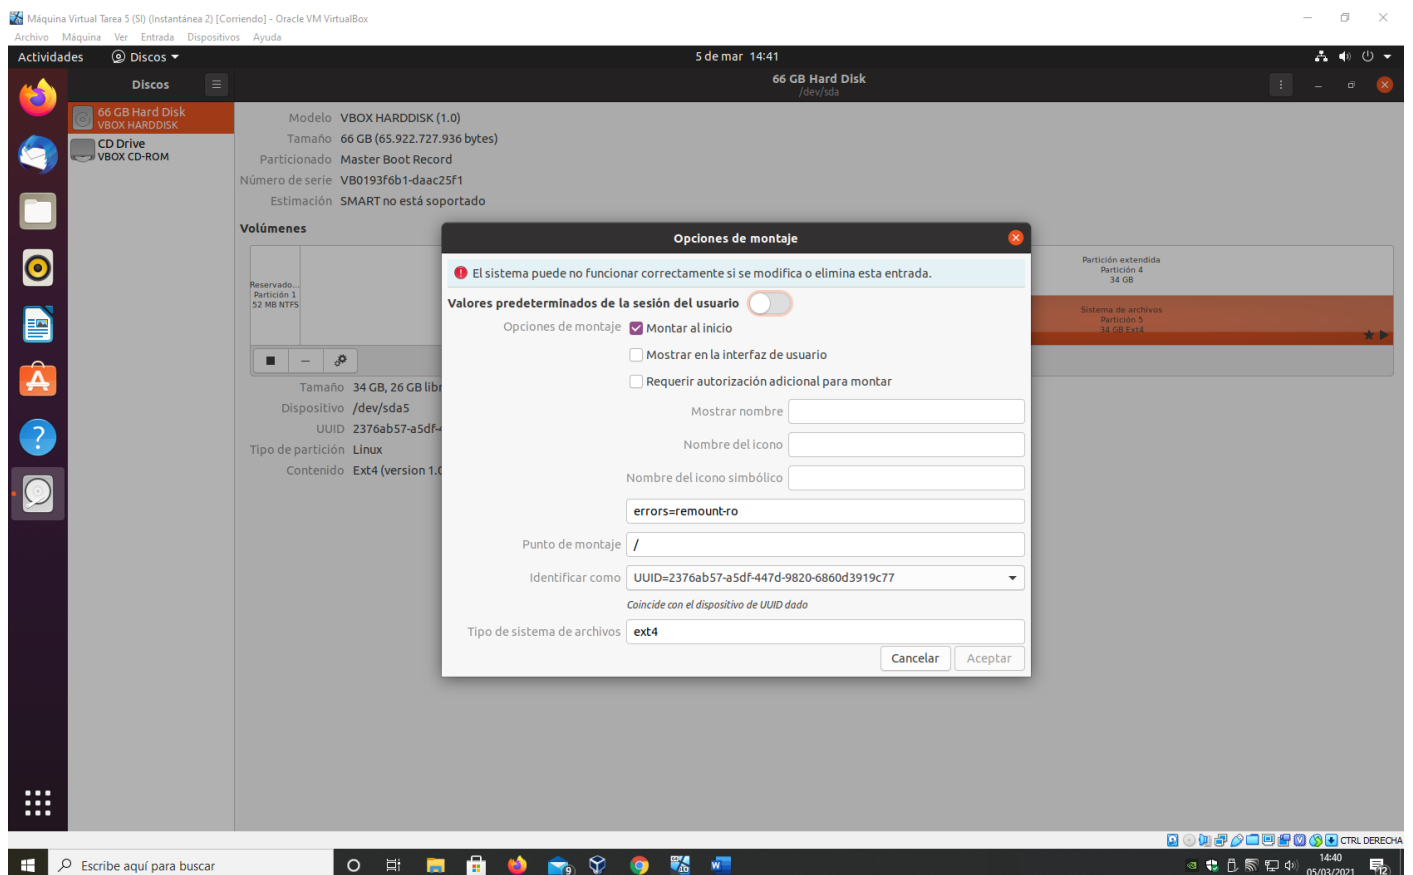 Máquina Virtual Tarea 5 (SI) (Instantánea 2) [Corriendo] - Oracle VM VirtualBox
Archivo Máquina Ver Entrada Dispositivos Ayuda
Actividades Discos 5 de mar 14:41
Discos
66 GB Hard Disk
/dev/sda
66 GB Hard Disk
VBOX HARDDISK
CD Drive
VBOX CD-ROM
Modelo VBOX HARDDISK (1.0)
Tamaño 66 GB (65.922.727.936 bytes)
Particionado Master Boot Record
Número de serie VB0193f6b1-daac25f1
Estimación SMART no está soportado
Volúmenes
Reservado...
Partición 1
52 MB NTFS
Partición extendida
Partición 4
34 GB
Sistema de archivos
Partición 5
34 GB Ext4
Tamaño 34 GB, 26 GB libr
Dispositivo /dev/sda5
UUID 2376ab57-a5df-4
Tipo de partición Linux
Contenido Ext4 (version 1.0
Opciones de montaje
El sistema puede no funcionar correctamente si se modifica o elimina esta entrada.
Valores predeterminados de la sesión del usuario
Opciones de montaje Montar al inicio
Mostrar en la interfaz de usuario
Requerir autorización adicional para montar
Mostrar nombre
Nombre del icono
Nombre del icono simbólico
errors=remount-ro
Punto de montaje /
Identificar como UUID=2376ab57-a5df-447d-9820-6860d3919c77
Coincide con el dispositivo de UUID dado
Tipo de sistema de archivos ext4
Cancelar Aceptar
CTRL DERECHA
Escribe aquí para buscar
14:40
05/03/2021